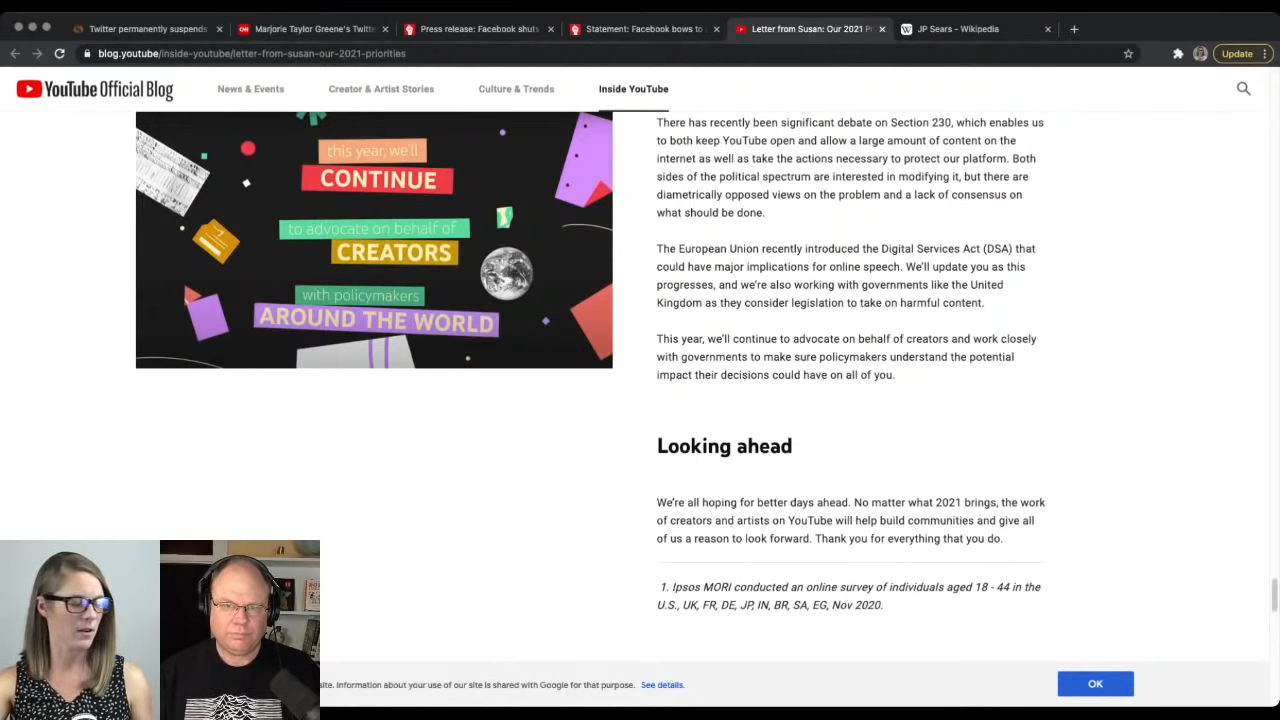 Twitter permanently suspends
Marjorie Taylor Greene's Twitte
Press release: Facebook shuts
Statement: Facebook bows to
Letter from Susan: Our 2021 P
JP Sears - Wikipedia
blog.youtube/inside-youtube/letter-from-susan-our-2021-priorities
Update
YouTube Official Blog
News & Events
Creator & Artist Stories
Culture & Trends
Inside YouTube
this year, we'll
CONTINUE
to advocate on behalf of
CREATORS
with policymakers
AROUND THE WORLD
There has recently been significant debate on Section 230, which enables us
to both keep YouTube open and allow a large amount of content on the
internet as well as take the actions necessary to protect our platform. Both
sides of the political spectrum are interested in modifying it, but there are
diametrically opposed views on the problem and a lack of consensus on
what should be done.
The European Union recently introduced the Digital Services Act (DSA) that
could have major implications for online speech. We'll update you as this
progresses, and we're also working with governments like the United
Kingdom as they consider legislation to take on harmful content.
This year, we'll continue to advocate on behalf of creators and work closely
with governments to make sure policymakers understand the potential
impact their decisions could have on all of you.
Looking ahead
We're all hoping for better days ahead. No matter what 2021 brings, the work
of creators and artists on YouTube will help build communities and give all
of us a reason to look forward. Thank you for everything that you do.
1. Ipsos MORI conducted an online survey of individuals aged 18 - 44 in the
U.S., UK, FR, DE, JP, IN, BR, SA, EG, Nov 2020.
site. Information about your use of our site is shared with Google for that purpose. See details.
OK